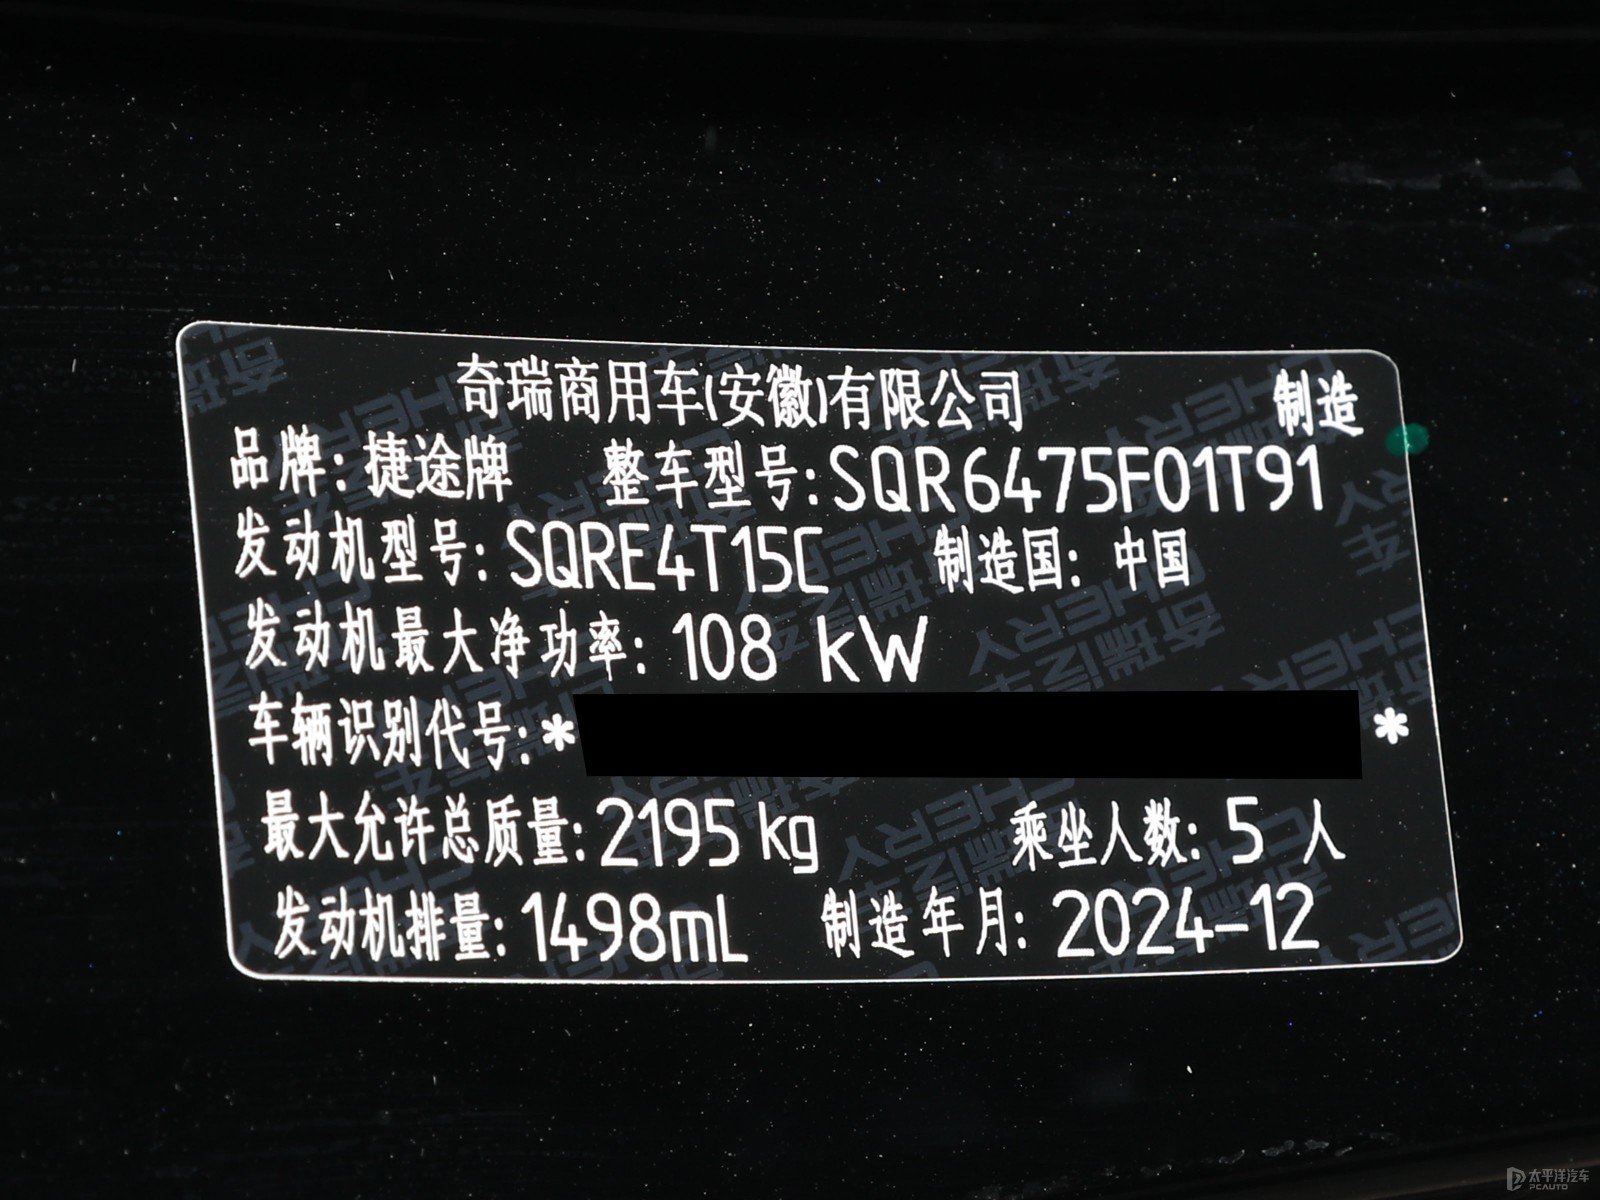 奇瑞商用车(安徽)有限公司 制造
品牌:捷途牌 整车型号:SQR6475F01T91
发动机型号:SQRE4T15C 制造国:中国
发动机最大净功率:108 kW
车辆识别代号:* *
最大允许总质量:2195kg 乘坐人数:5人
发动机排量:1498mL 制造年月:2024-12
太平洋汽车
PCAUTO